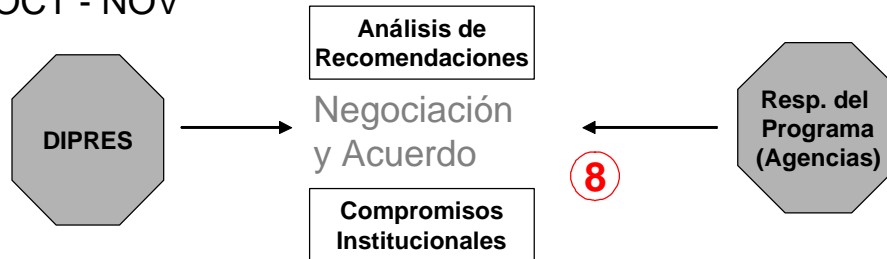 OCT - NOV
Análisis de
Recomendaciones
DIPRES
Negociación
y Acuerdo
Resp. del
Programa
(Agencias)
8
Compromisos
Institucionales